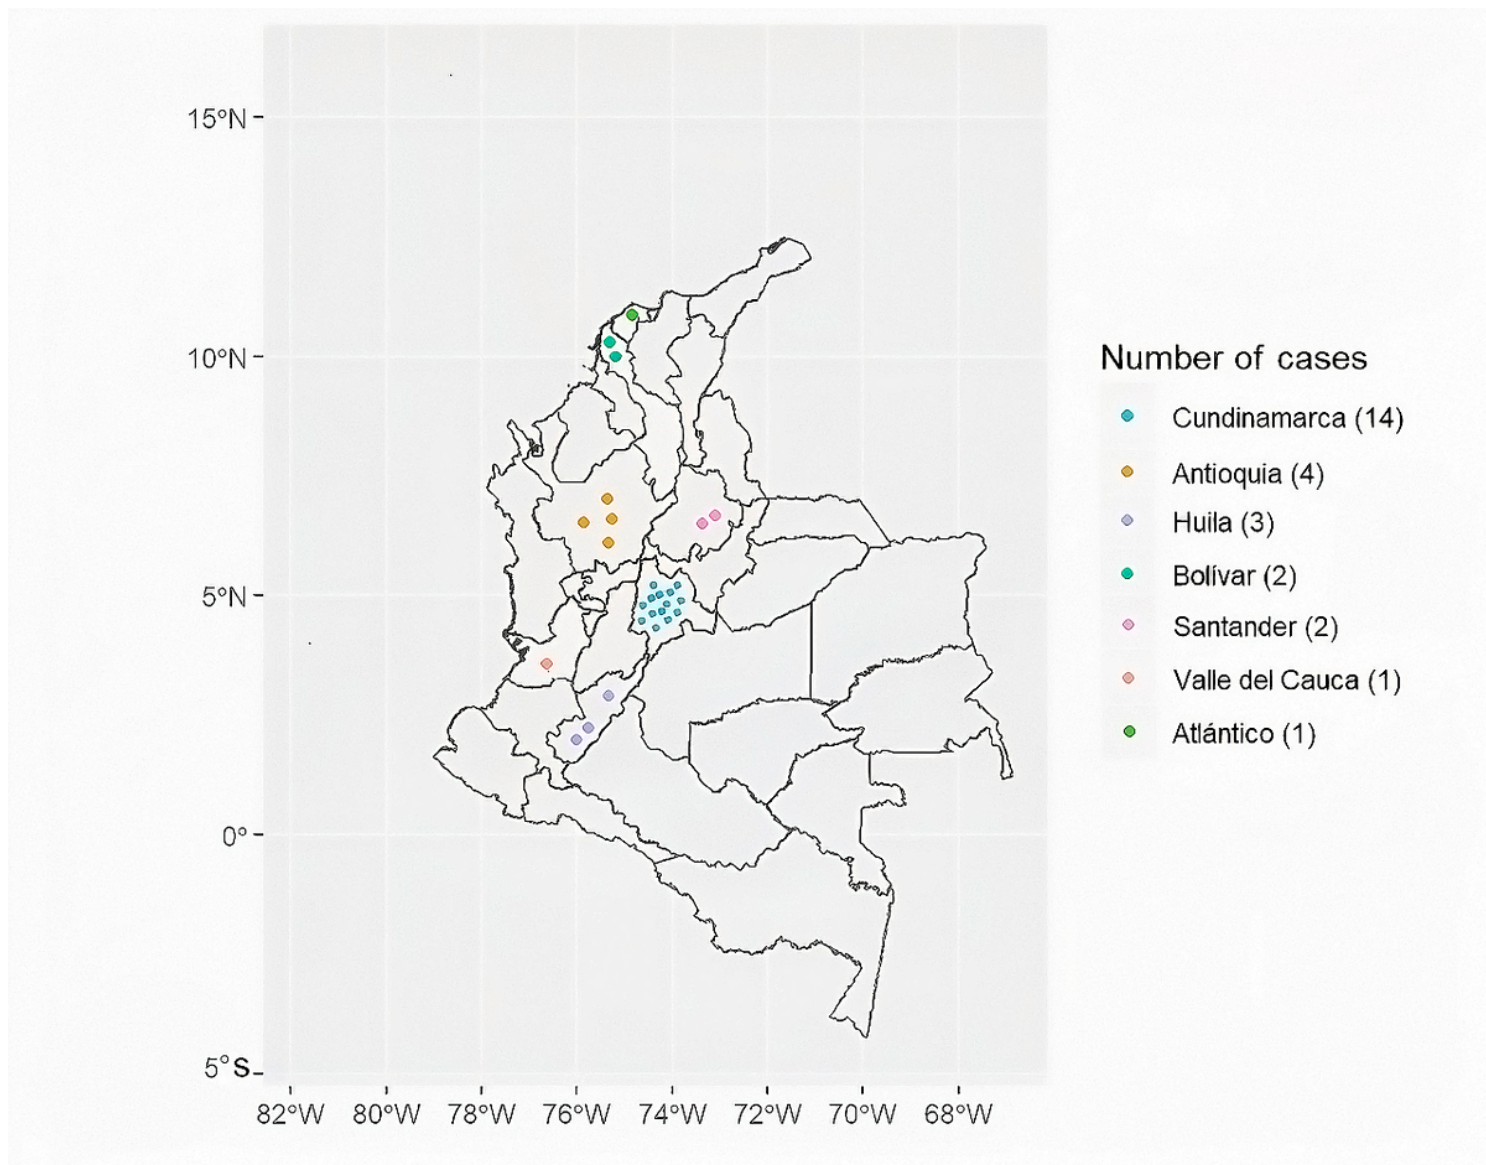 15°N
10°N
5°N
0°
5°S
82°W 80°W 78°W 76°W 74°W 72°W 70°W 68°W
Number of cases
Cundinamarca (14)
Antioquia (4)
Huila (3)
Bolívar (2)
Santander (2)
Valle del Cauca (1)
Atlántico (1)